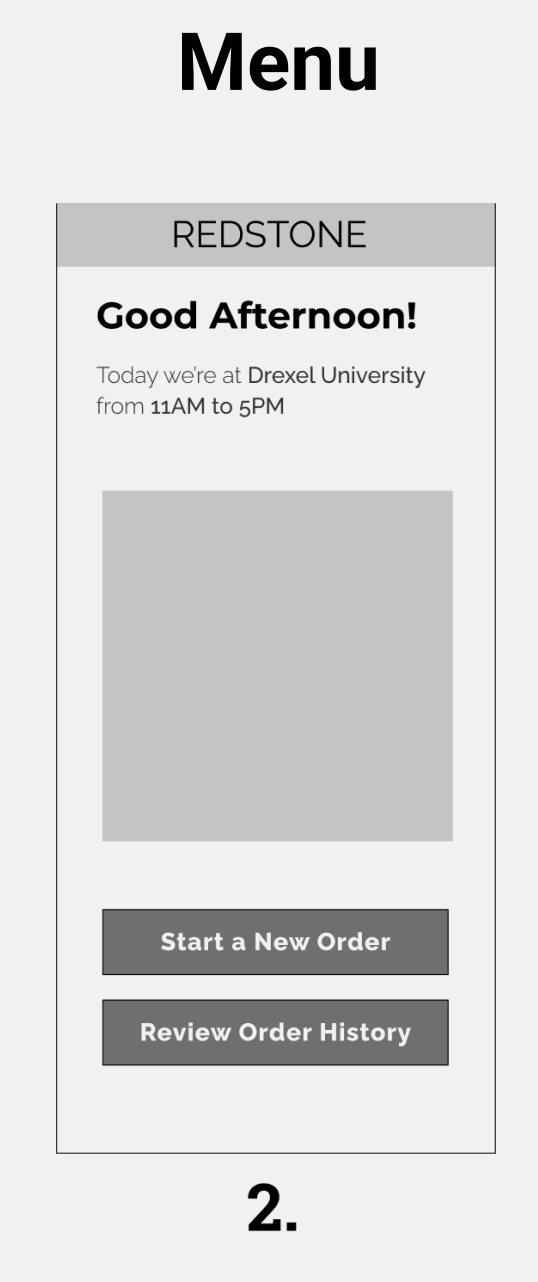 Menu
REDSTONE
Good Afternoon!
Today we're at Drexel University
from 11AM to 5PM
Start a New Order
Review Order History
2.